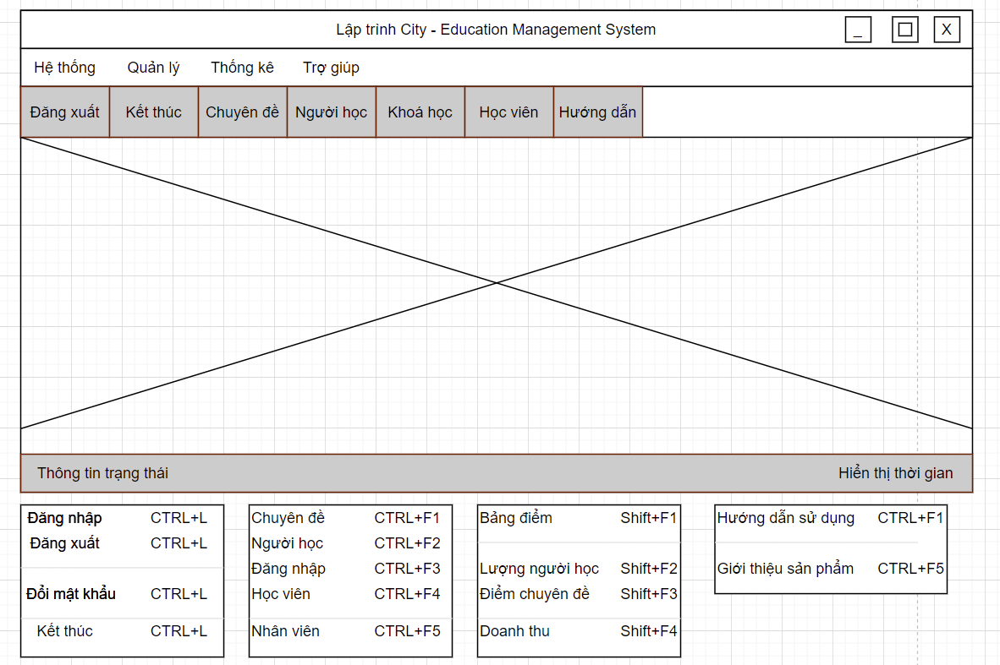 Lập trình City - Education Management System _ X
Hệ thống Quản lý Thống kê Trợ giúp
Đăng xuất Kết thúc Chuyên đề Người học Khoá học Học viên Hướng dẫn
Thông tin trạng thái Hiển thị thời gian
Đăng nhập CTRL+L
Đăng xuất CTRL+L
Đổi mật khẩu CTRL+L
Kết thúc CTRL+L
Chuyên đề CTRL+F1
Người học CTRL+F2
Đăng nhập CTRL+F3
Học viên CTRL+F4
Nhân viên CTRL+F5
Bảng điểm Shift+F1
Lượng người học Shift+F2
Điểm chuyên đề Shift+F3
Doanh thu Shift+F4
Hướng dẫn sử dụng CTRL+F1
Giới thiệu sản phẩm CTRL+F5